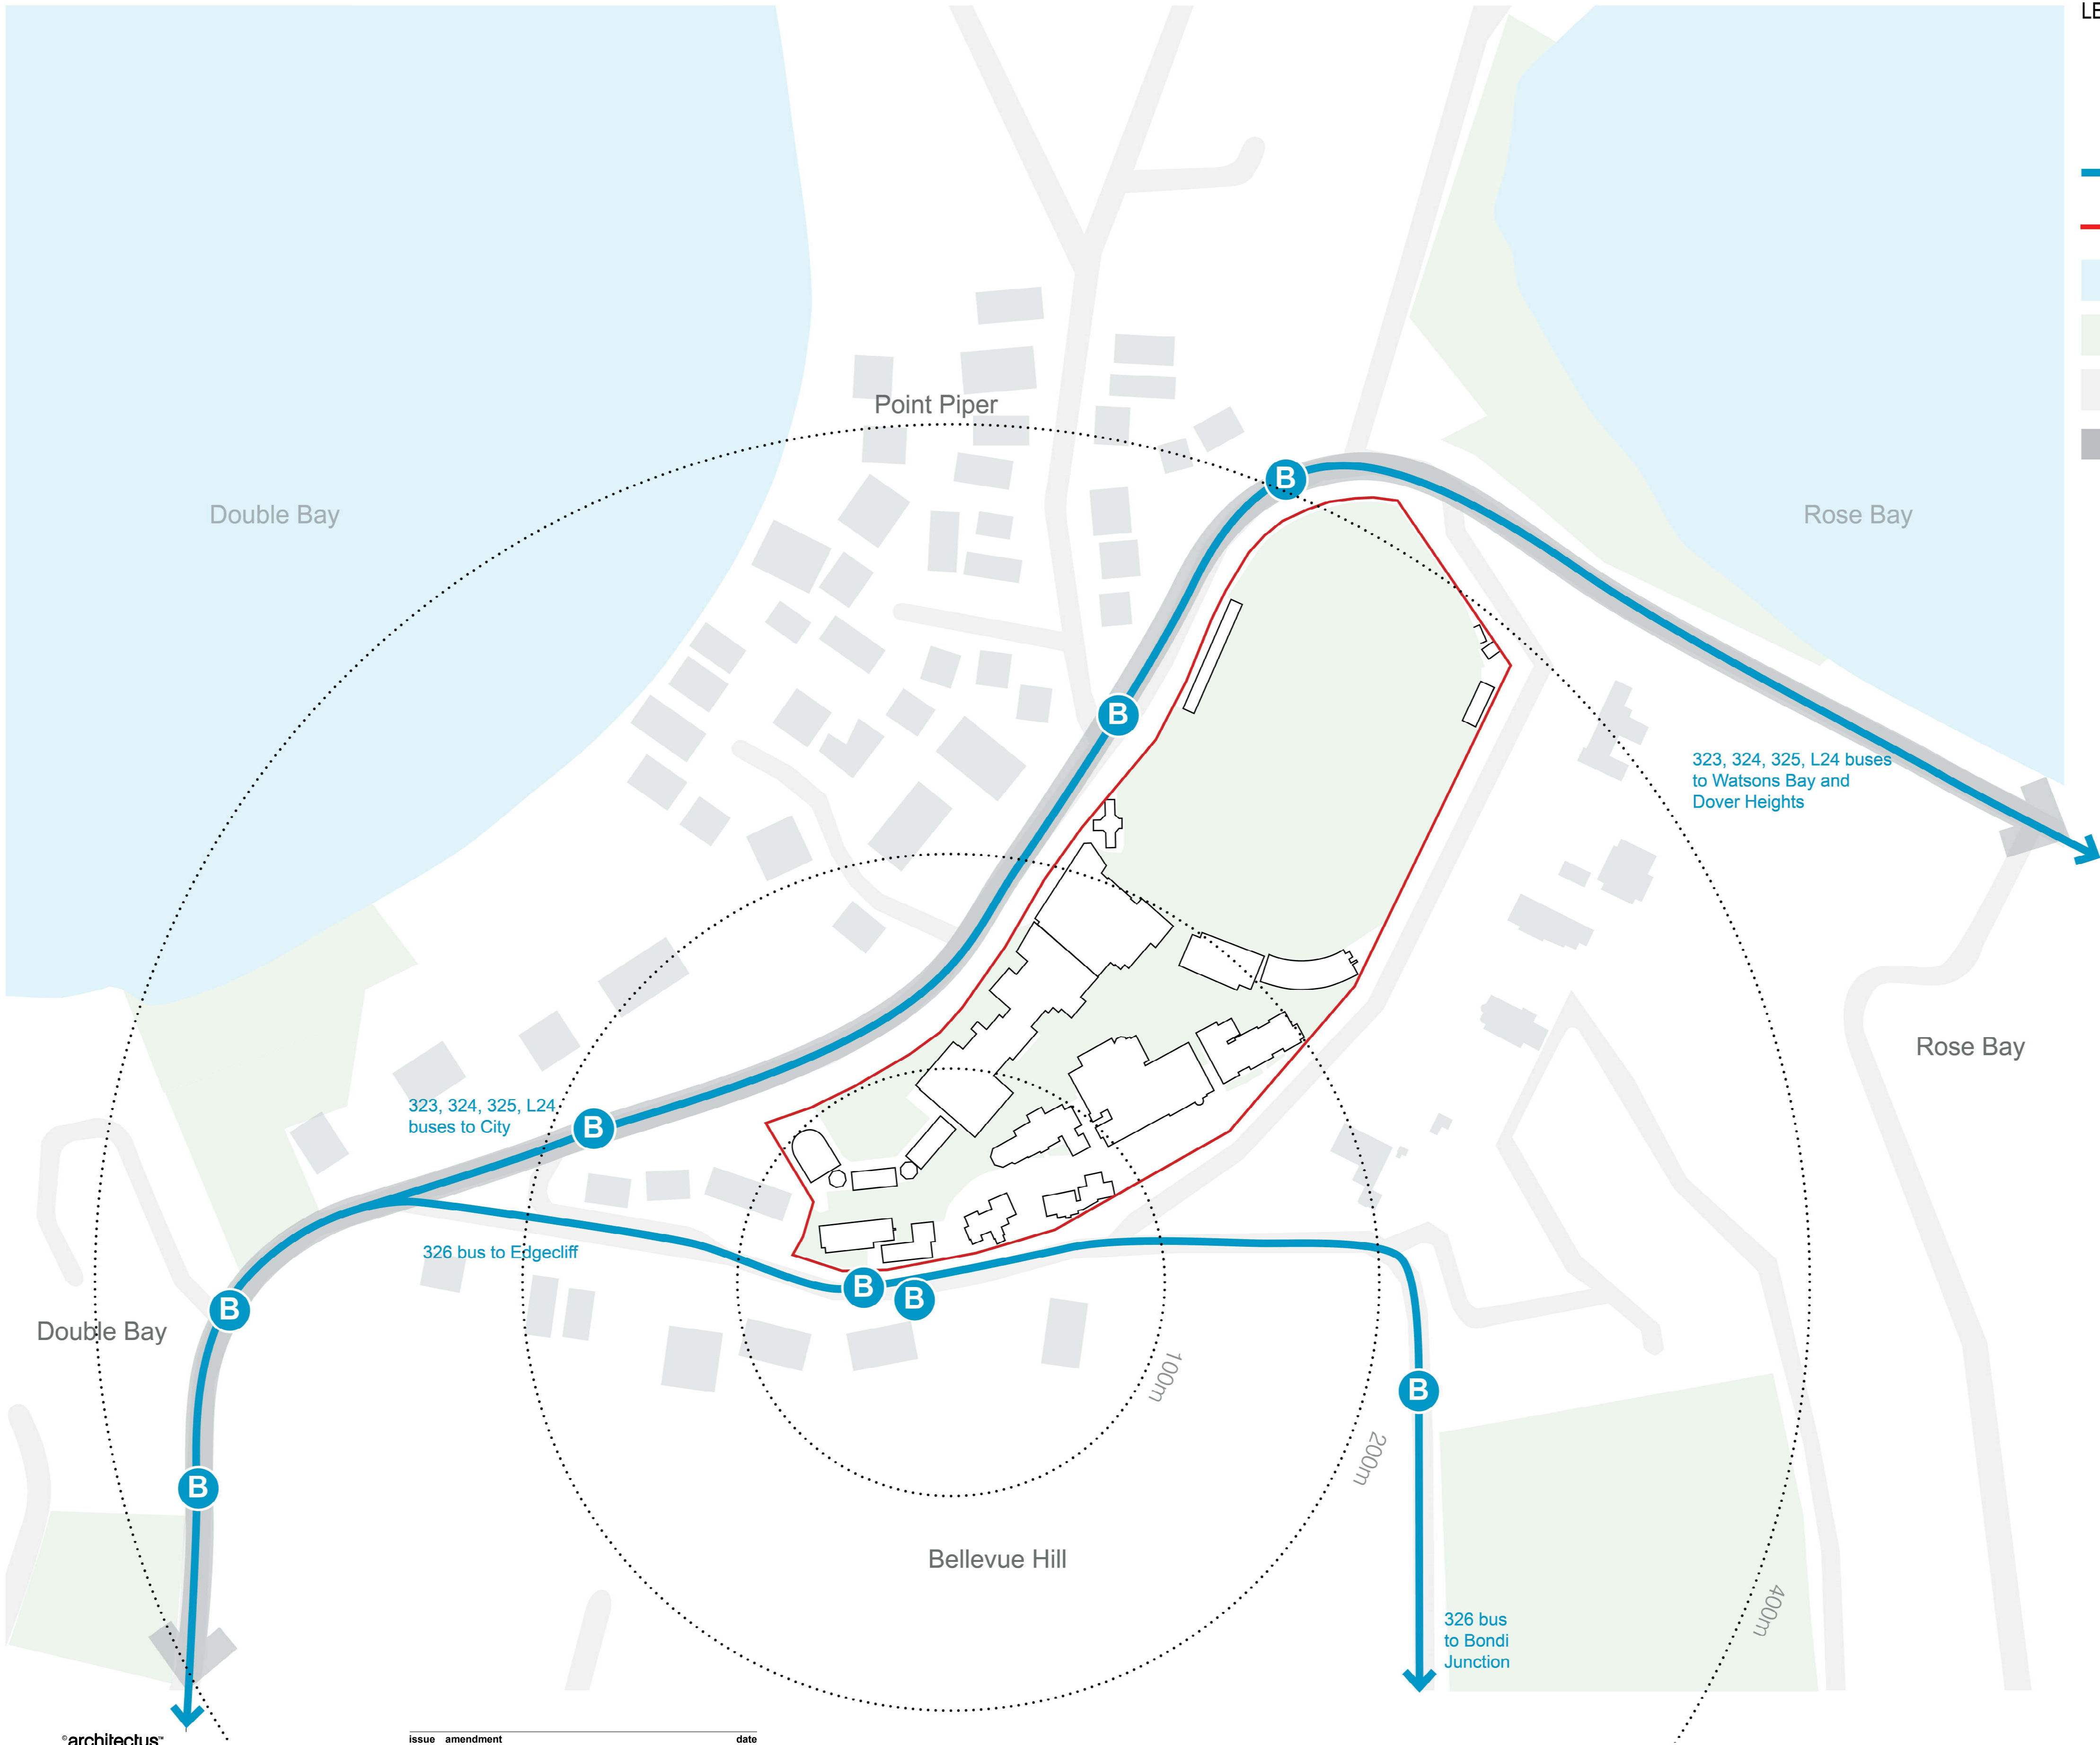 LE
Point Piper
Double Bay
Rose Bay
B
B
323, 324, 325, L24 buses
to Watsons Bay and
Dover Heights
Rose Bay
323, 324, 325, L24
buses to City
B
326 bus to Edgecliff
B
B
B
Double Bay
100m
B
200m
B
Bellevue Hill
400m
326 bus
to Bondi
Junction
©architectus™
issue amendment date